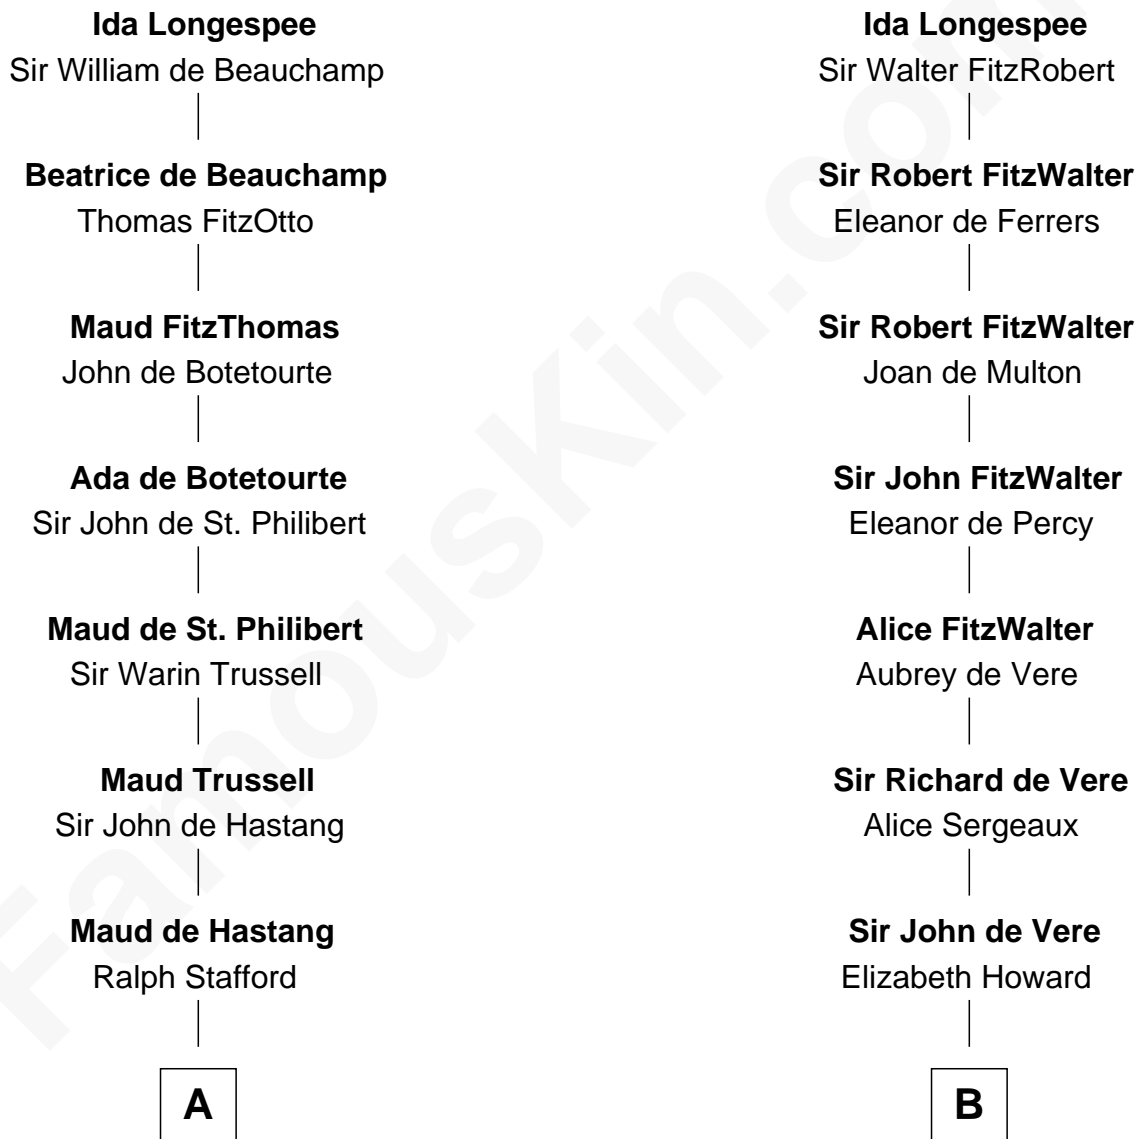 Ida Longespee
Sir William de Beauchamp
Beatrice de Beauchamp
Thomas FitzOtto
Maud FitzThomas
John de Botetourte
Ada de Botetourte
Sir John de St. Philibert
Maud de St. Philibert
Sir Warin Trussell
Maud Trussell
Sir John de Hastang
Maud de Hastang
Ralph Stafford
A
Ida Longespee
Sir Walter FitzRobert
Sir Robert FitzWalter
Eleanor de Ferrers
Sir Robert FitzWalter
Joan de Multon
Sir John FitzWalter
Eleanor de Percy
Alice FitzWalter
Aubrey de Vere
Sir Richard de Vere
Alice Sergeaux
Sir John de Vere
Elizabeth Howard
B
FamousKin.com